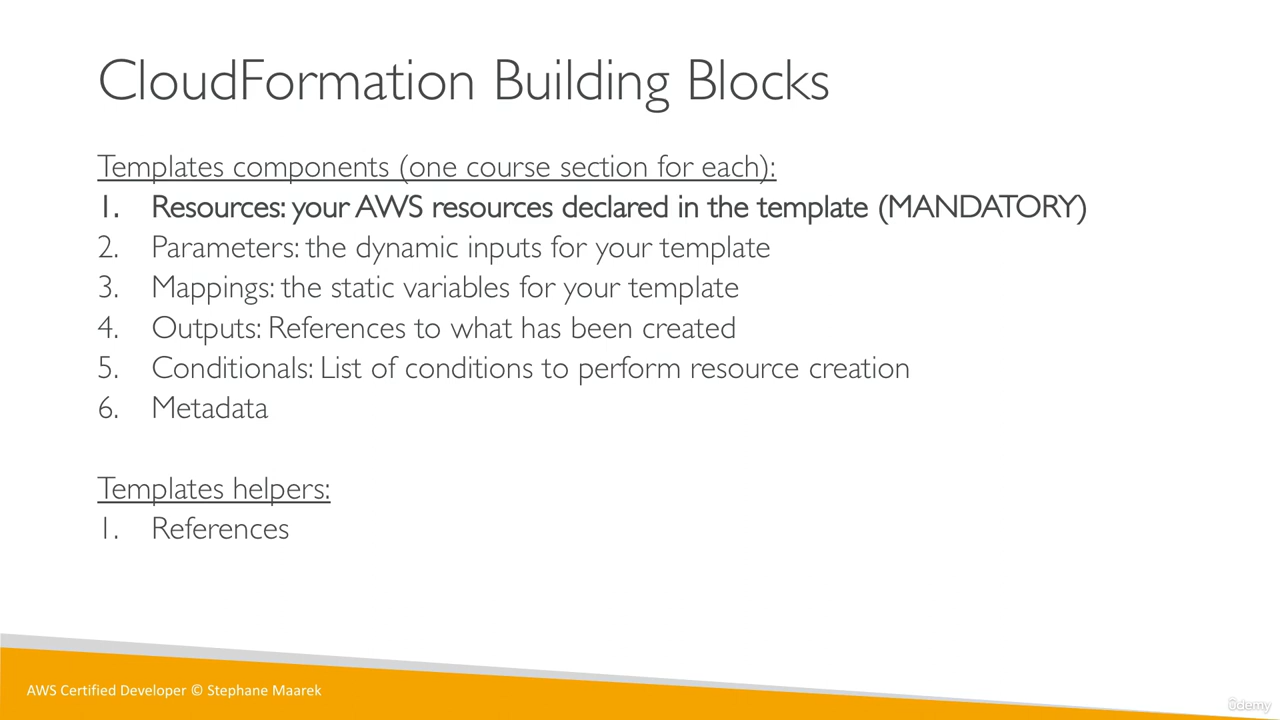 CloudFormation Building Blocks
Templates components (one course section for each):
1. Resources: your AWS resources declared in the template (MANDATORY)
2. Parameters: the dynamic inputs for your template
3. Mappings: the static variables for your template
4. Outputs: References to what has been created
5. Conditionals: List of conditions to perform resource creation
6. Metadata
Templates helpers:
1. References
AWS Certified Developer © Stephane Maarek
ûdemy